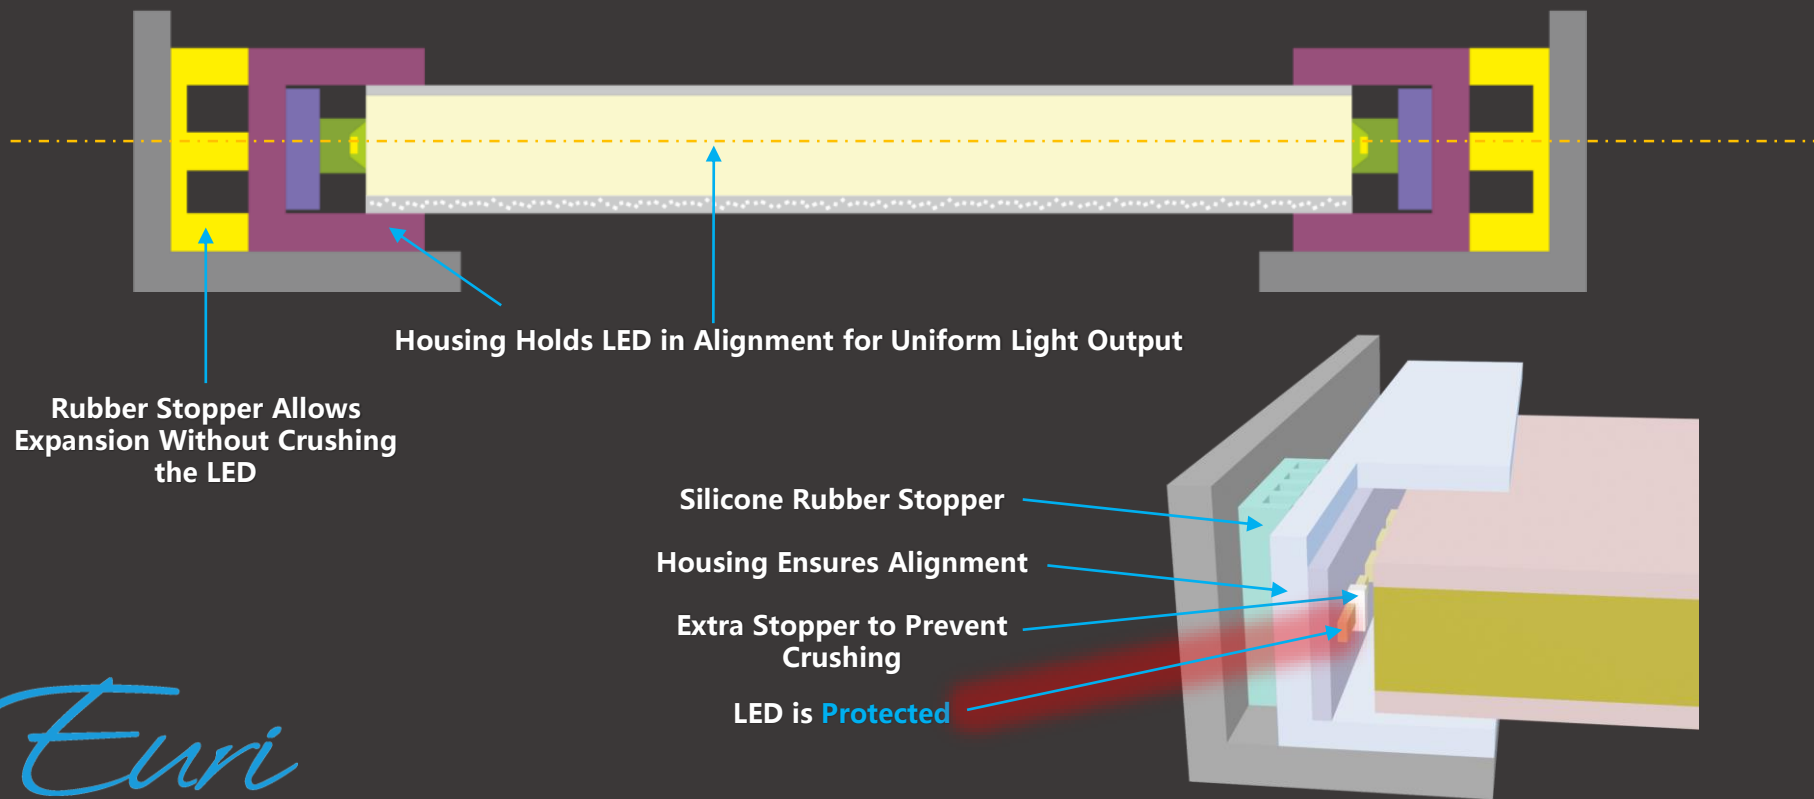 Housing Holds LED in Alignment for Uniform Light Output
Rubber Stopper Allows
Expansion Without Crushing
the LED
Silicone Rubber Stopper
Housing Ensures Alignment
Extra Stopper to Prevent
Crushing
LED is Protected
Euri